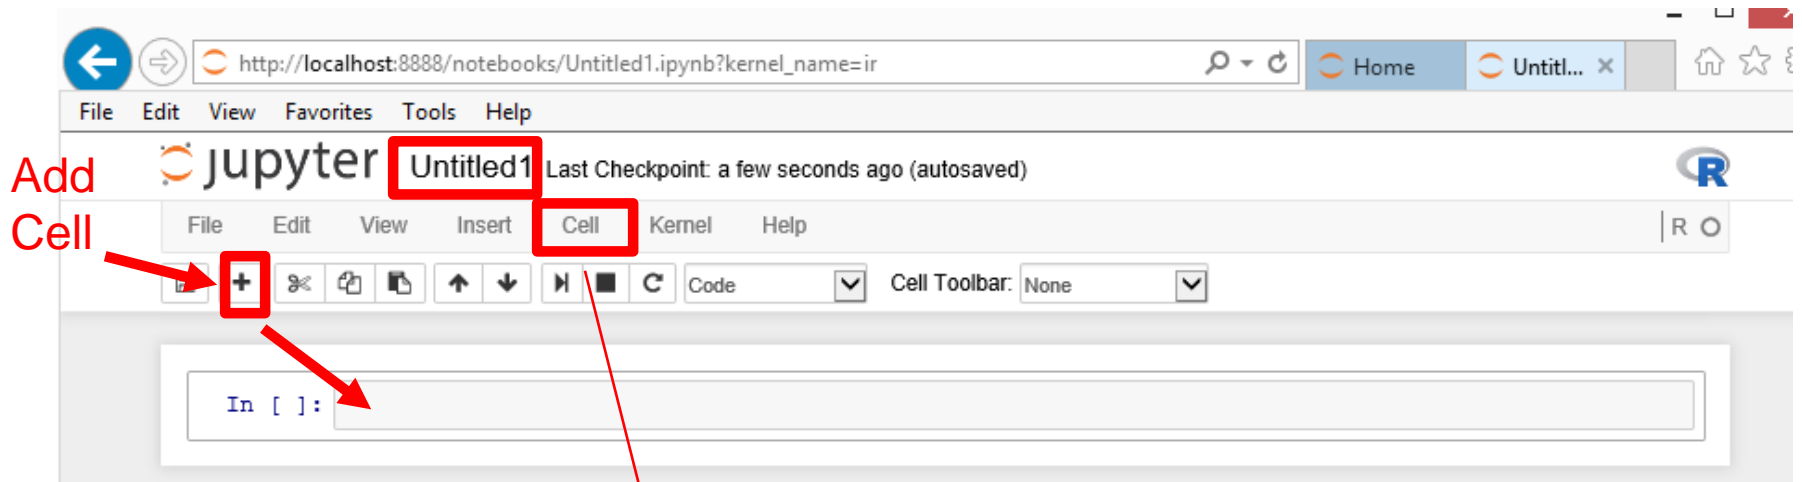 http://localhost:8888/notebooks/Untitled1.ipynb?kernel_name=ir
Home
Untitl...
File Edit View Favorites Tools Help
Add
Cell
jupyter Untitled1 Last Checkpoint: a few seconds ago (autosaved)
R
File Edit View Insert Cell Kernel Help
R
Code
Cell Toolbar: None
In [ ]: